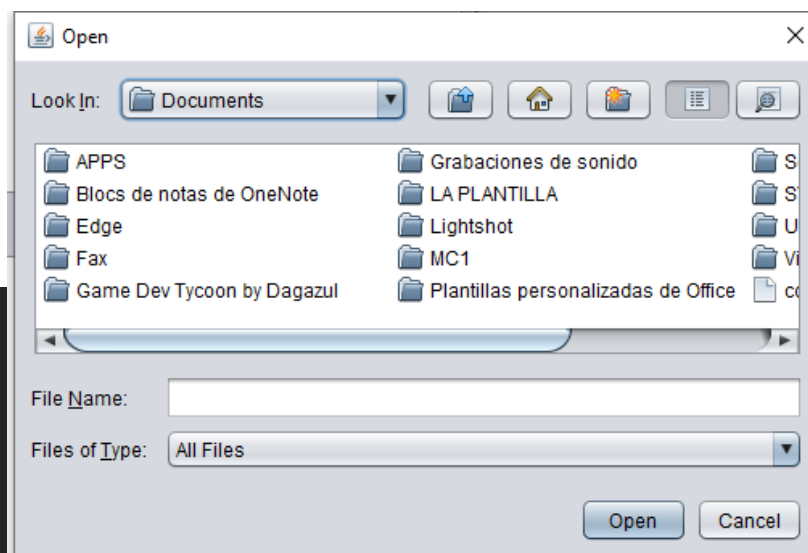 Open
Look In: Documents
APPS
Blocs de notas de OneNote
Edge
Fax
Game Dev Tycoon by Dagazul
Grabaciones de sonido
LA PLANTILLA
Lightshot
MC1
Plantillas personalizadas de Office
File Name:
Files of Type: All Files
Open Cancel